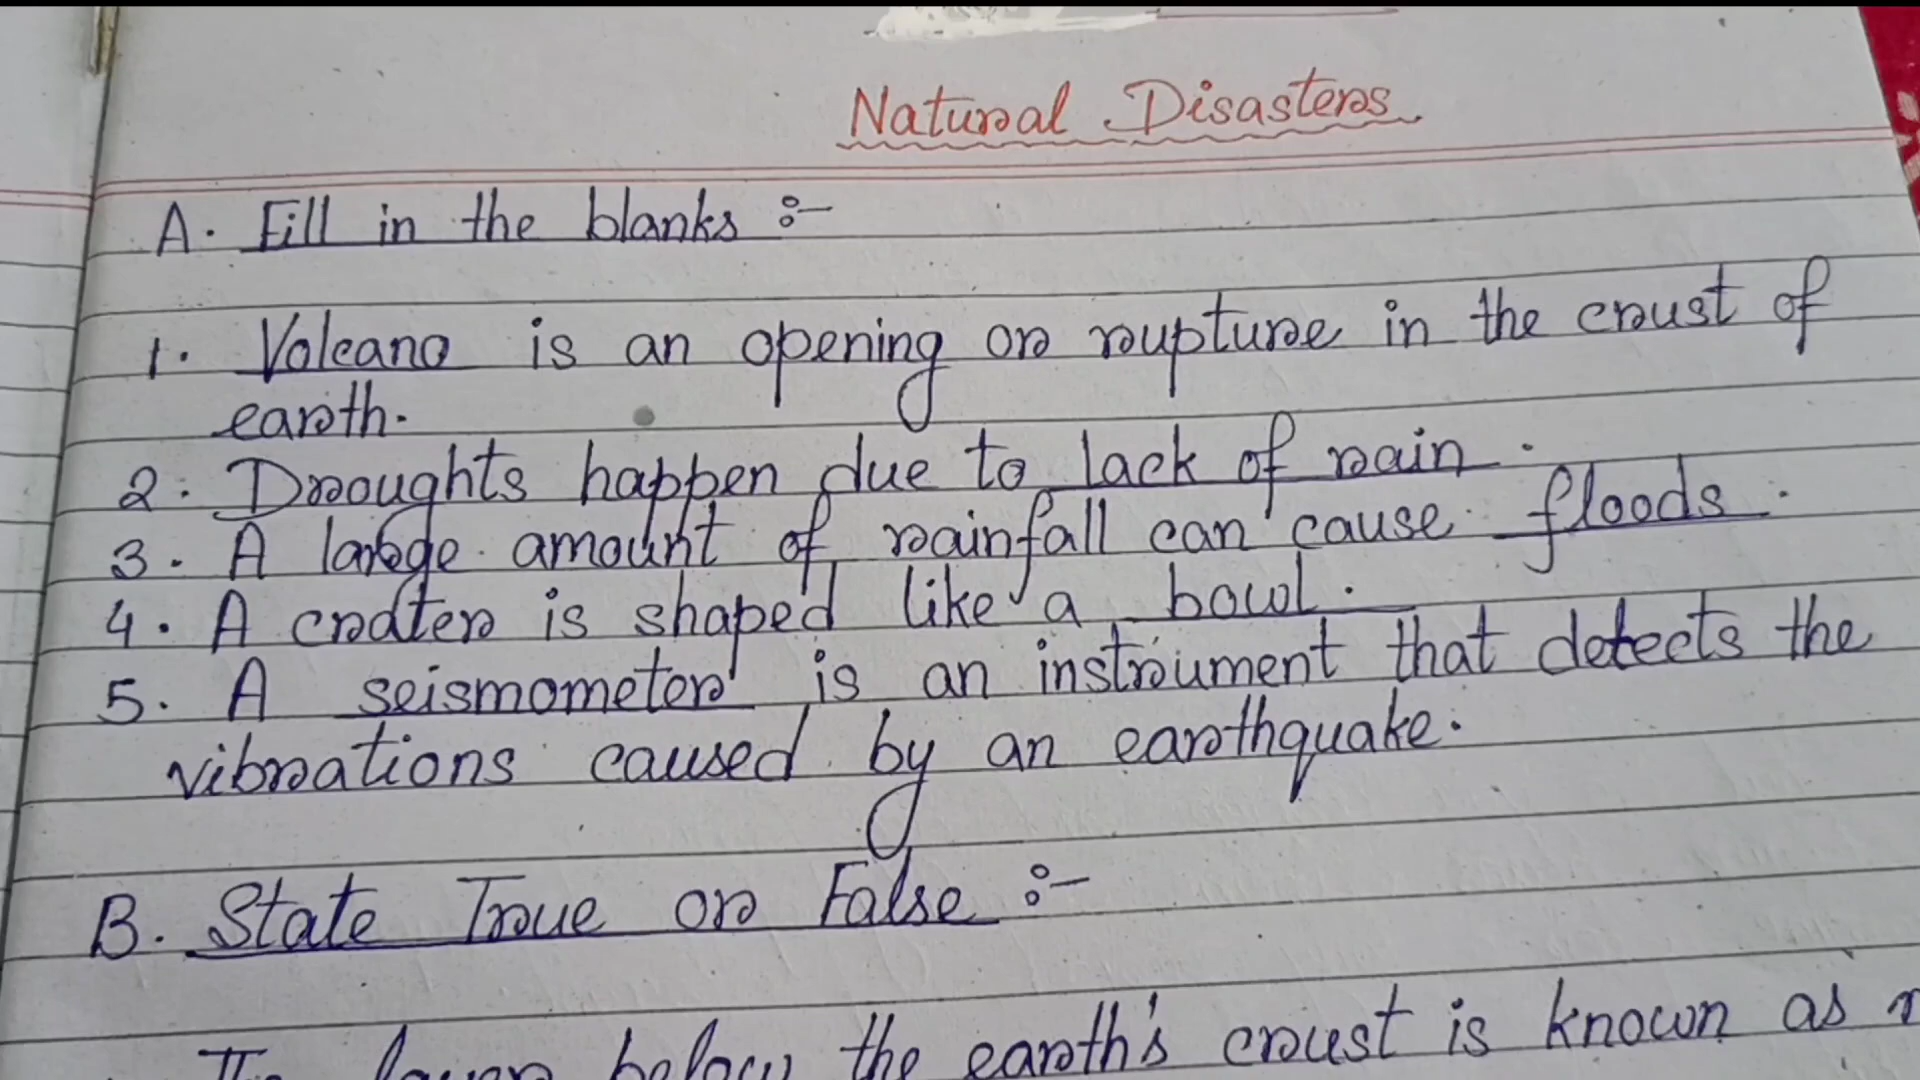 Natural Disasters
A. Fill in the blanks :-
1. Volcano is an opening or rupture in the crust of
earth.
2. Droughts happen due to lack of rain.
3. A large amount of rainfall can cause floods.
4. A crater is shaped like a bowl.
5. A seismometer is an instrument that detects the
vibrations caused by an earthquake.
B. State True or False :-
The layer below the earth's crust is known as